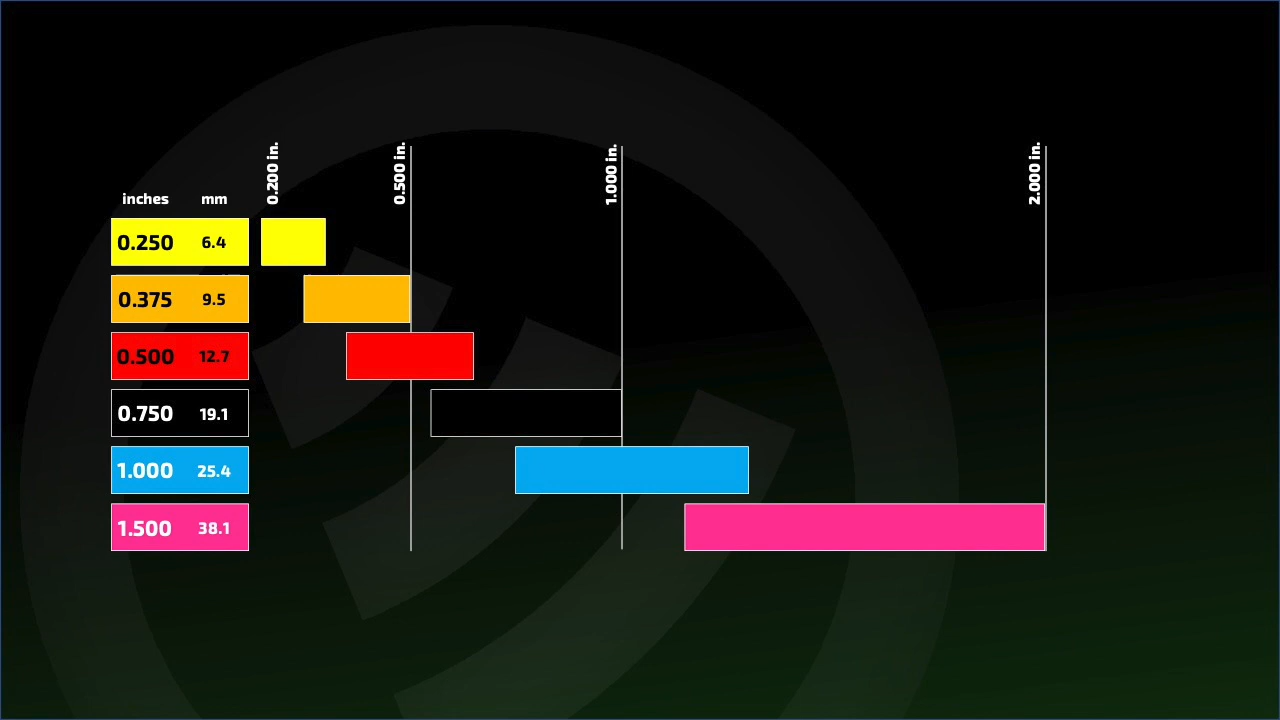 0.200 in.
0.500 in.
1.000 in.
2.000 in.
inches mm
0.250 6.4
0.375 9.5
0.500 12.7
0.750 19.1
1.000 25.4
1.500 38.1